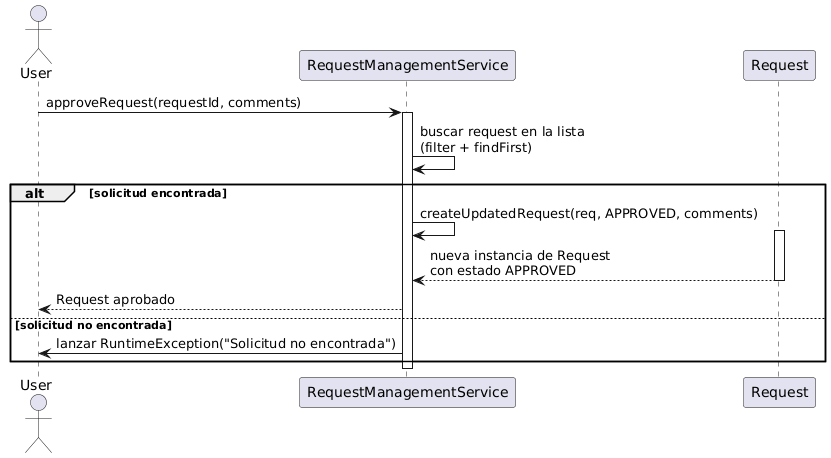 User
RequestManagementService
Request
approveRequest(requestId, comments)
buscar request en la lista
(filter + findFirst)
alt
[solicitud encontrada]
createUpdatedRequest(req, APPROVED, comments)
nueva instancia de Request
con estado APPROVED
Request aprobado
[solicitud no encontrada]
lanzar RuntimeException("Solicitud no encontrada")
User
RequestManagementService
Request